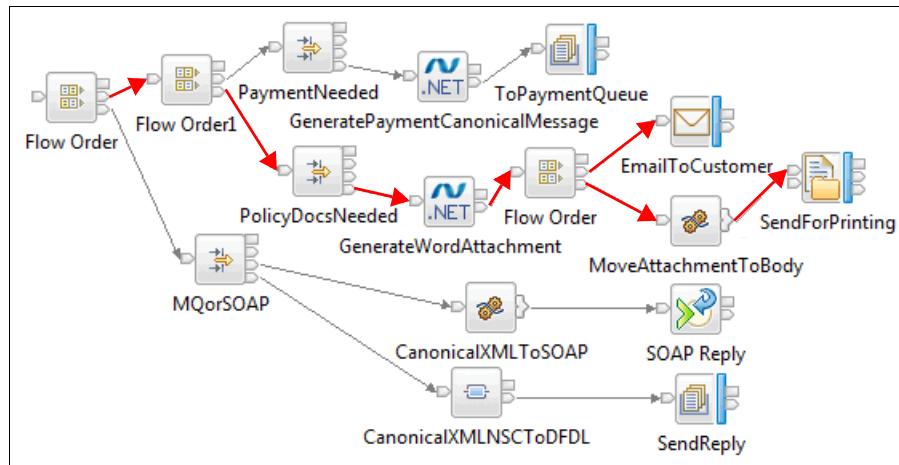 PaymentNeeded
.NET
ToPaymentQueue
Flow Order
Flow Order1
GeneratePaymentCanonicalMessage
EmailToCustomer
PolicyDocsNeeded
.NET
Flow Order
SendForPrinting
GenerateWordAttachment
MoveAttachmentToBody
MQorSOAP
CanonicalXMLToSOAP
SOAP Reply
CanonicalXMLNSCToDFDL
SendReply